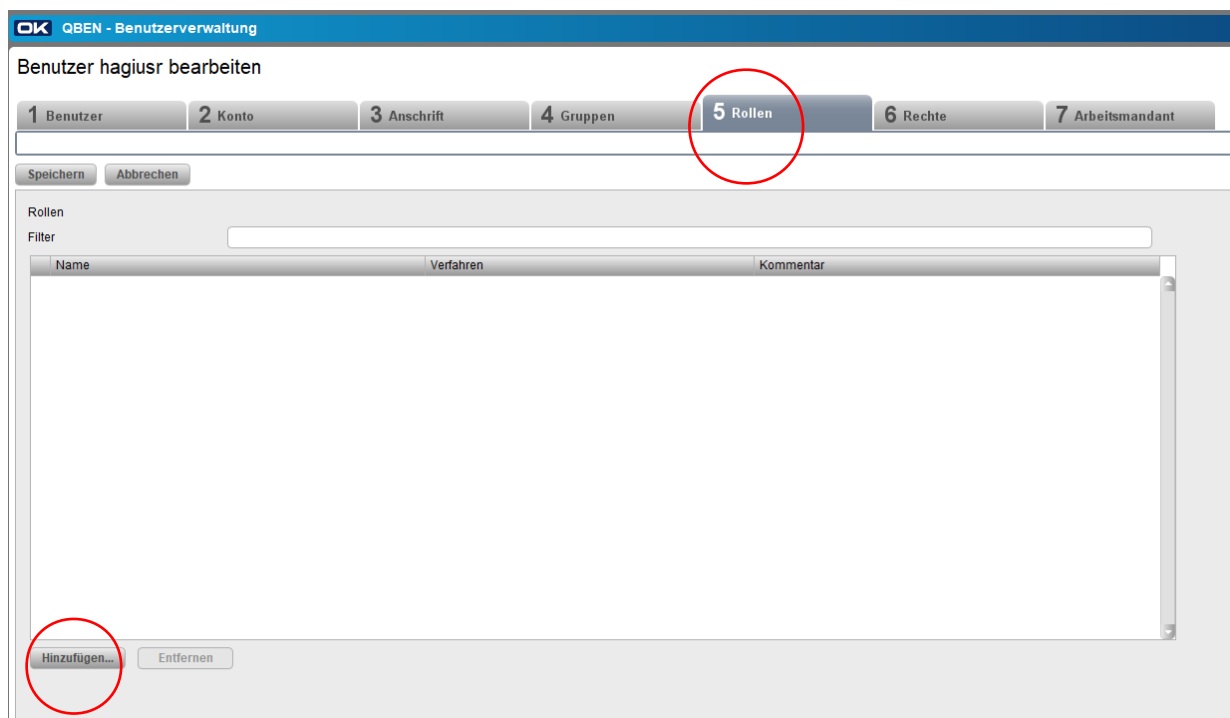 OK QBEN - Benutzerverwaltung
Benutzer hagiusr bearbeiten
1 Benutzer 2 Konto 3 Anschrift 4 Gruppen 5 Rollen 6 Rechte 7 Arbeitsmandant
Speichern Abbrechen
Rollen
Filter
Name Verfahren Kommentar
Hinzufügen... Entfernen